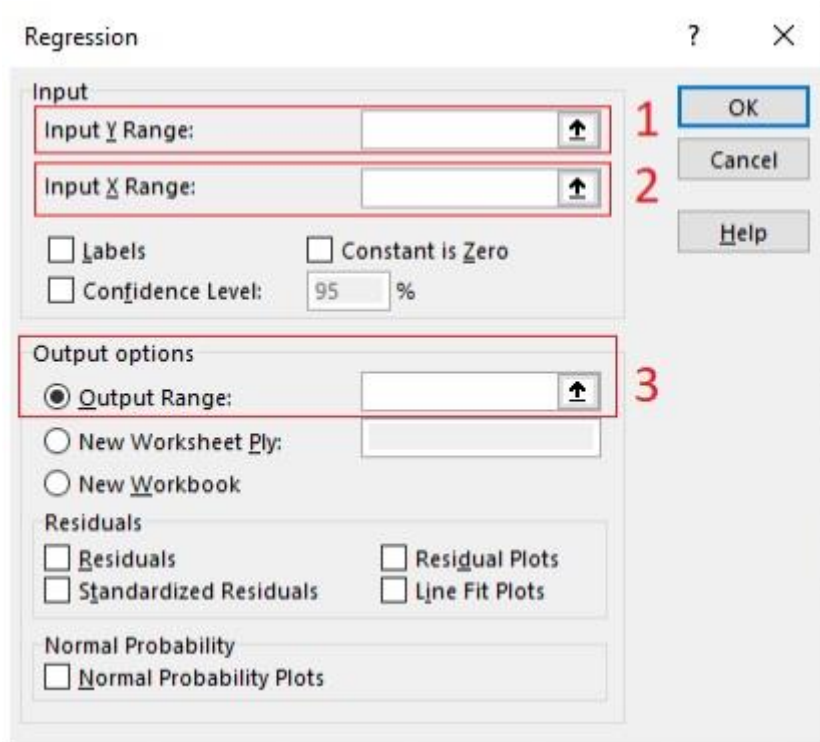 Regression ?
Input
Input Y Range: 1
Input X Range: 2
Labels Constant is Zero
Confidence Level: 95 %
OK
Cancel
Help
Output options
Output Range: 3
New Worksheet Ply:
New Workbook
Residuals
Residuals Residual Plots
Standardized Residuals Line Fit Plots
Normal Probability
Normal Probability Plots